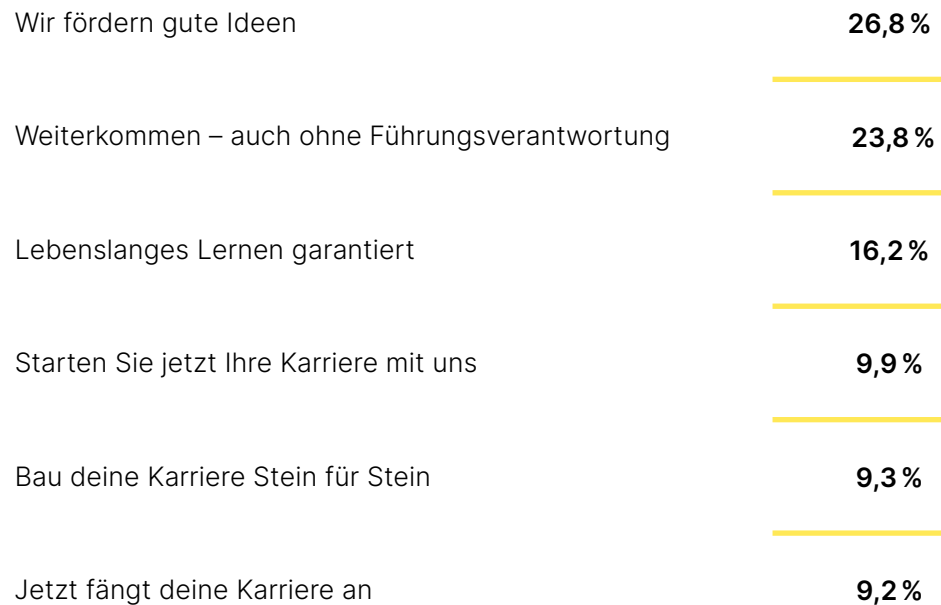 Wir fördern gute Ideen 26,8 %
Weiterkommen – auch ohne Führungsverantwortung 23,8 %
Lebenslanges Lernen garantiert 16,2 %
Starten Sie jetzt Ihre Karriere mit uns 9,9 %
Bau deine Karriere Stein für Stein 9,3 %
Jetzt fängt deine Karriere an 9,2 %